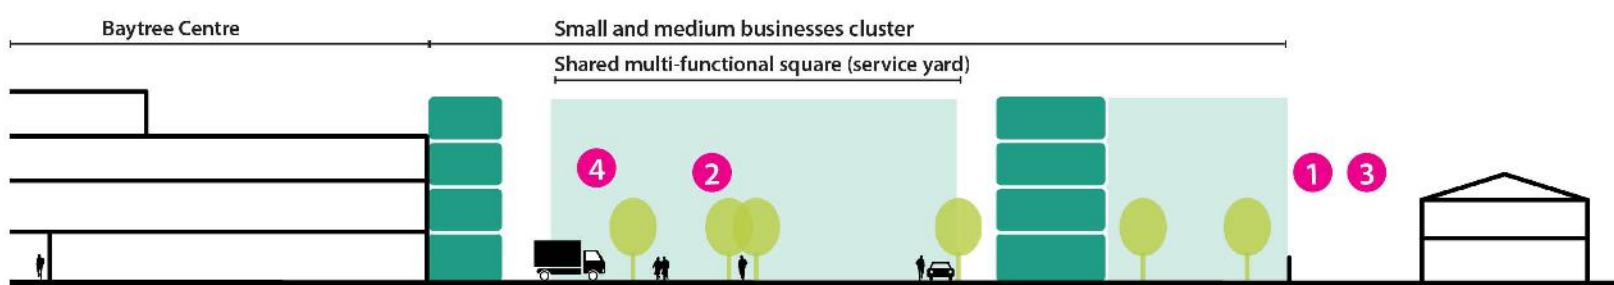 Baytree Centre
Small and medium businesses cluster
Shared multi-functional square (service yard)
4
2
1
3